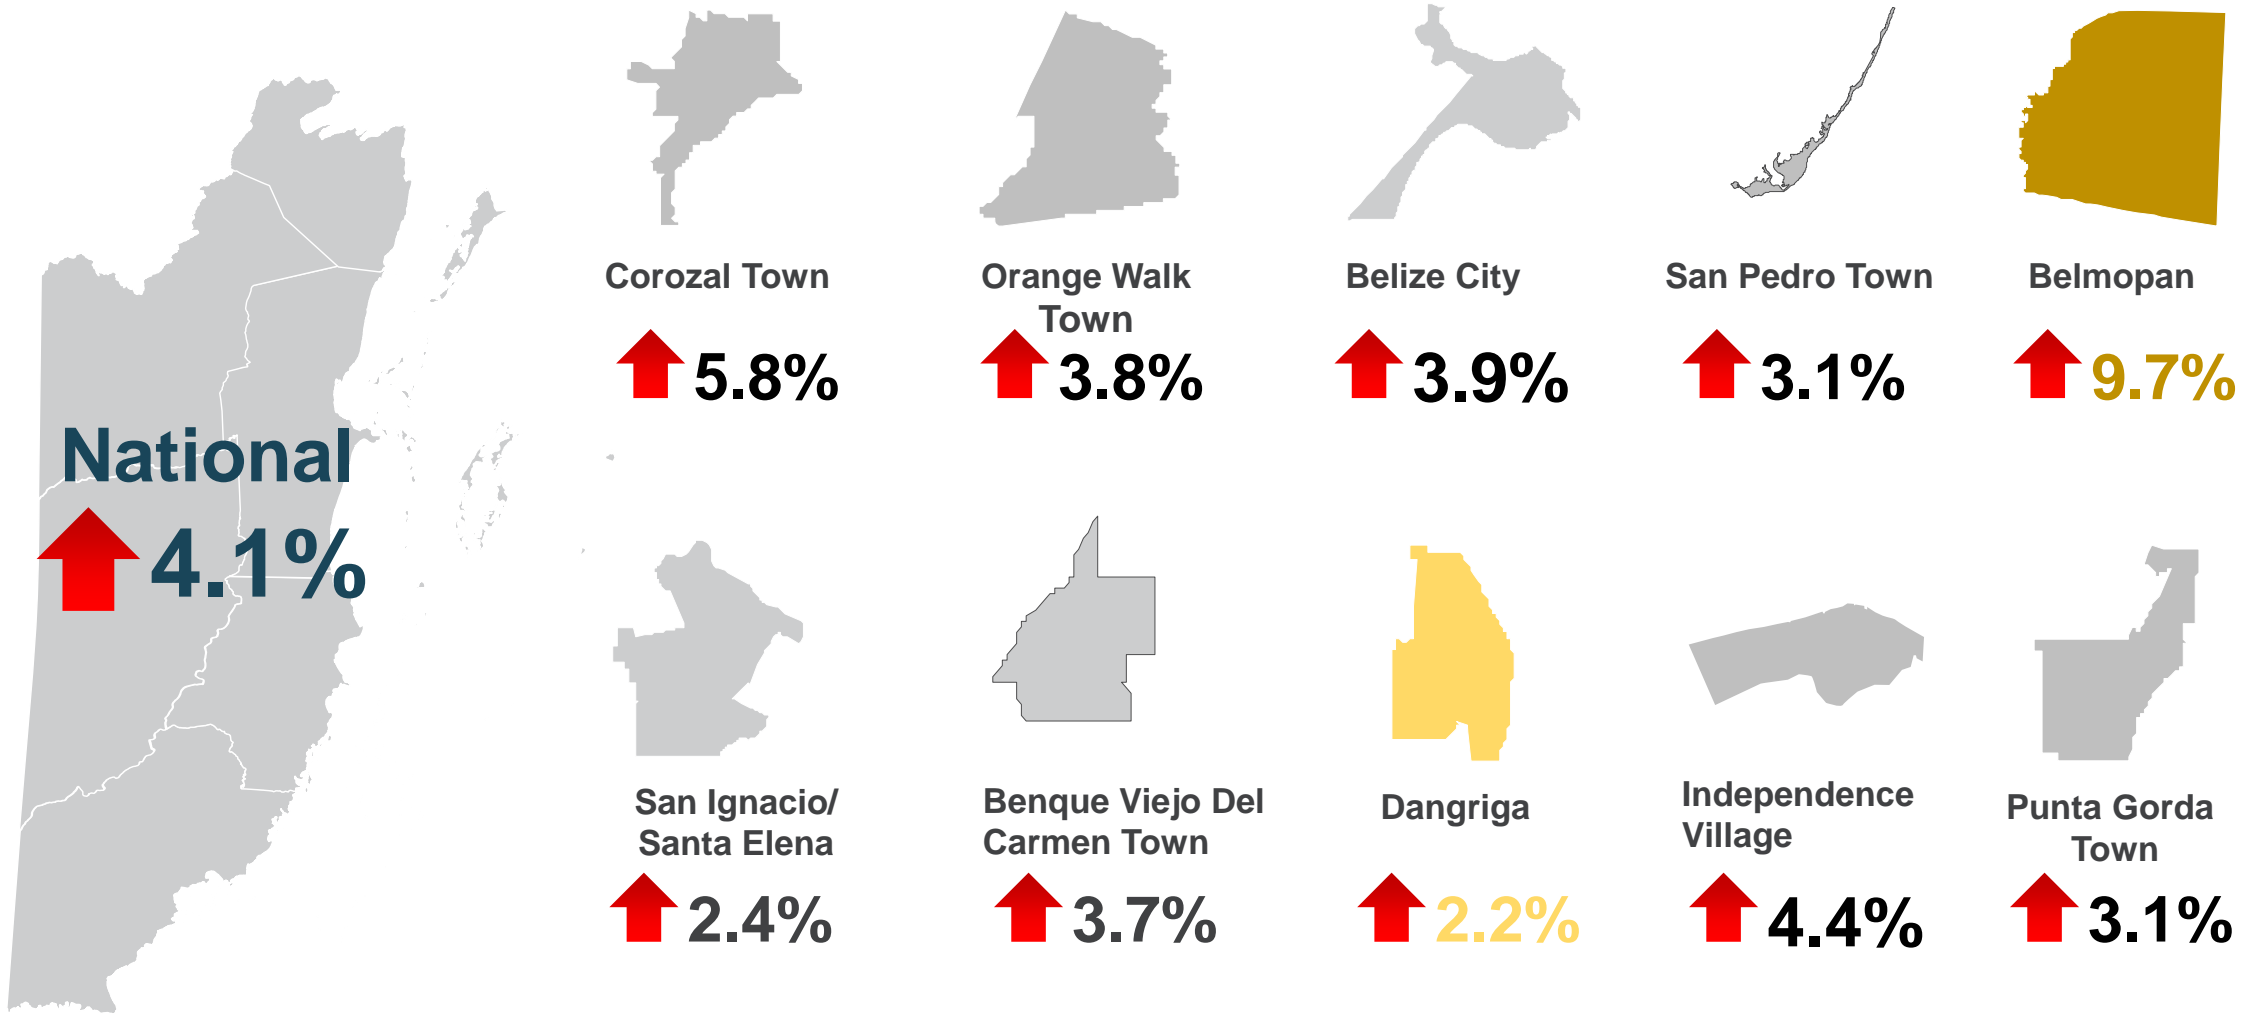 National
4.1%
Corozal Town
5.8%
Orange Walk
Town
3.8%
Belize City
3.9%
San Pedro Town
3.1%
Belmopan
9.7%
San Ignacio/
Santa Elena
2.4%
Benque Viejo Del
Carmen Town
3.7%
Dangriga
2.2%
Independence
Village
4.4%
Punta Gorda
Town
3.1%